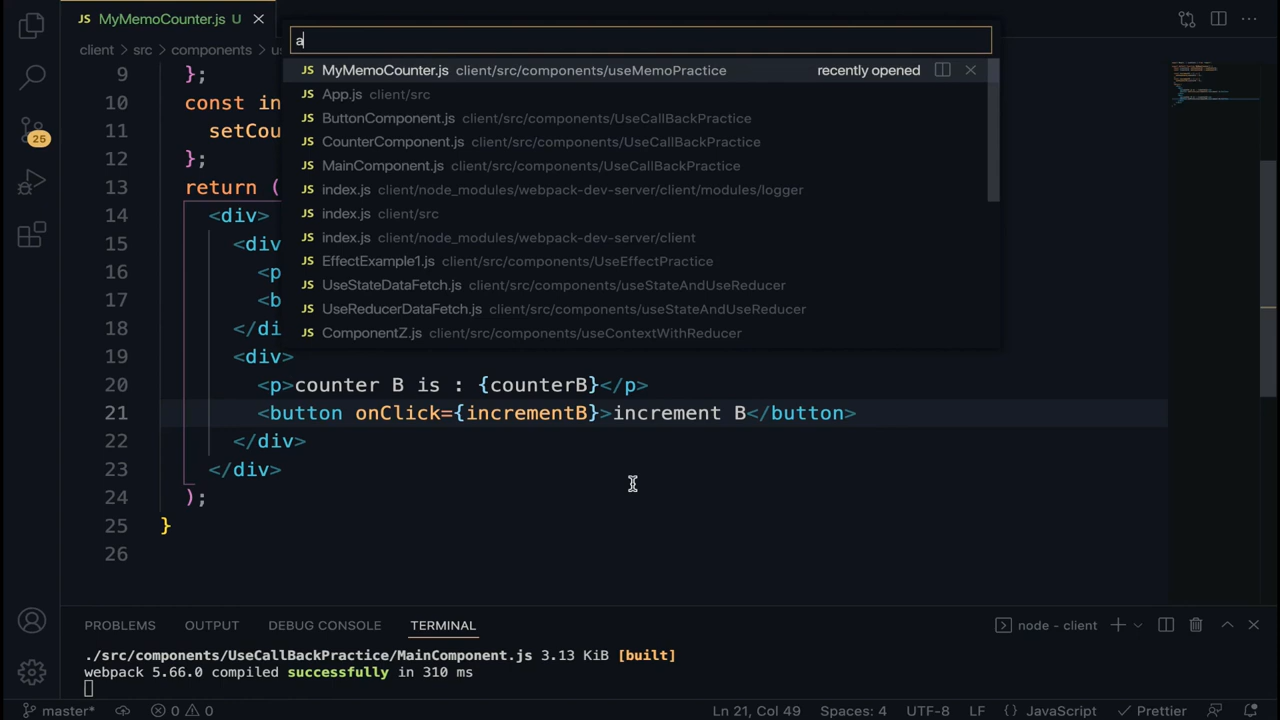 JS MyMemoCounter.js U
a
client > src > components > us
JS MyMemoCounter.js client/src/components/useMemoPractice recently opened
JS App.js client/src
JS ButtonComponent.js client/src/components/UseCallBackPractice
JS CounterComponent.js client/src/components/UseCallBackPractice
JS MainComponent.js client/src/components/UseCallBackPractice
JS index.js client/node_modules/webpack-dev-server/client/modules/logger
JS index.js client/src
JS index.js client/node_modules/webpack-dev-server/client
JS EffectExample1.js client/src/components/UseEffectPractice
JS UseStateDataFetch.js client/src/components/useStateAndUseReducer
JS UseReducerDataFetch.js client/src/components/useStateAndUseReducer
JS ComponentZ.js client/src/components/useContextWithReducer
25
9 };
10 const in
11 setCou
12 };
13 return (
14 <div>
15 <div
16 <p
17 <b
18 </di
19 <div>
20 <p>counter B is : {counterB}</p>
21 <button onClick={incrementB}>increment B</button>
22 </div>
23 </div>
24 );
25 }
26
PROBLEMS OUTPUT DEBUG CONSOLE TERMINAL node - client
./src/components/UseCallBackPractice/MainComponent.js 3.13 KiB [built]
webpack 5.66.0 compiled successfully in 310 ms
master* 0 0 Ln 21, Col 49 Spaces: 4 UTF-8 LF {} JavaScript Prettier